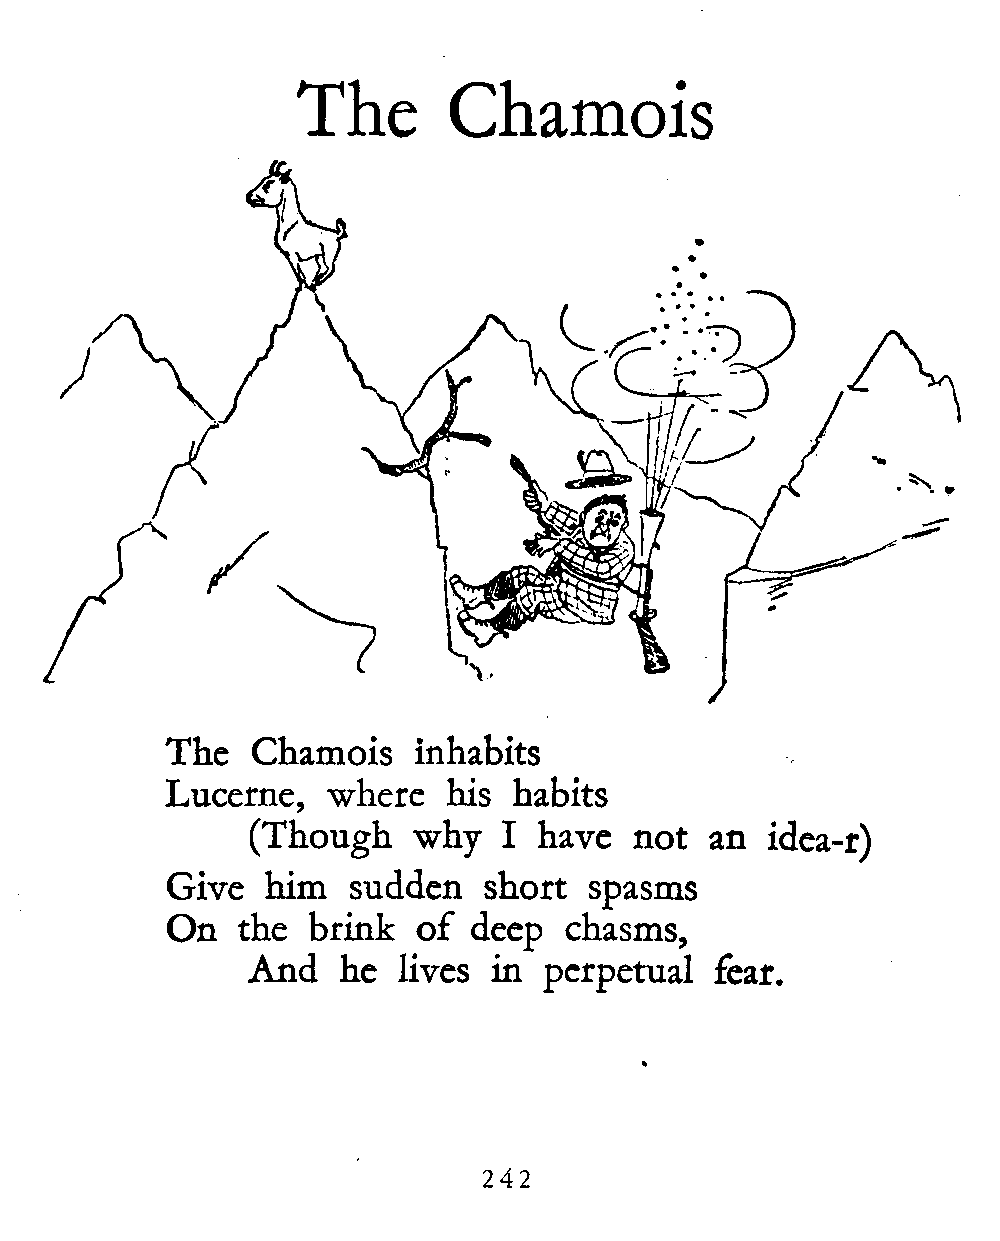 The Chamois
The Chamois inhabits
Lucerne, where his habits
(Though why I have not an idea-r)
Give him sudden short spasms
On the brink of deep chasms,
And he lives in perpetual fear.
242